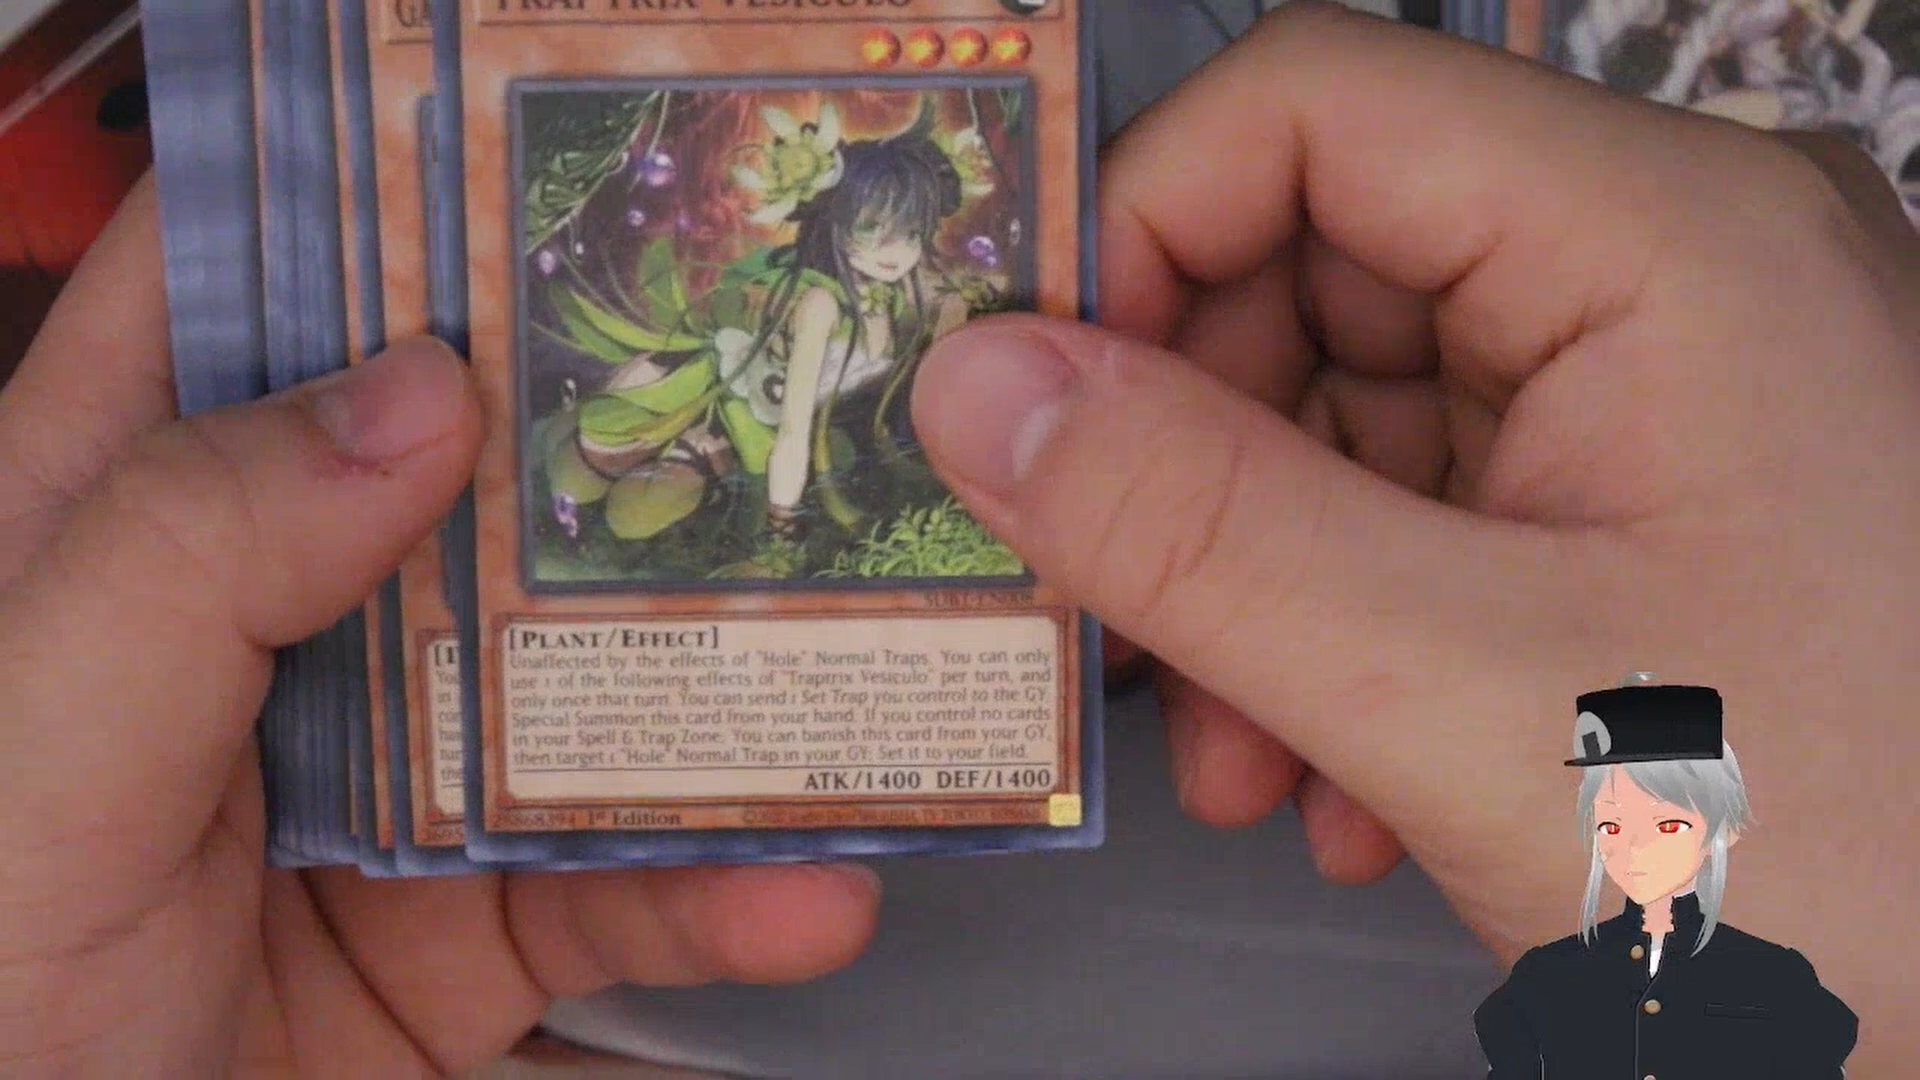 TRAPTRIX VESICULO
[PLANT/EFFECT]
Unaffected by the effects of "Hole" Normal Traps. You can only
use 1 of the following effects of "Traptrix Vesiculo" per turn, and
only once that turn. You can send 1 Set Trap you control to the GY;
Special Summon this card from your hand. If you control no cards
in your Spell & Trap Zone: You can banish this card from your GY,
then target 1 "Hole" Normal Trap in your GY; Set it to your field.
ATK/1400 DEF/1400
1st Edition